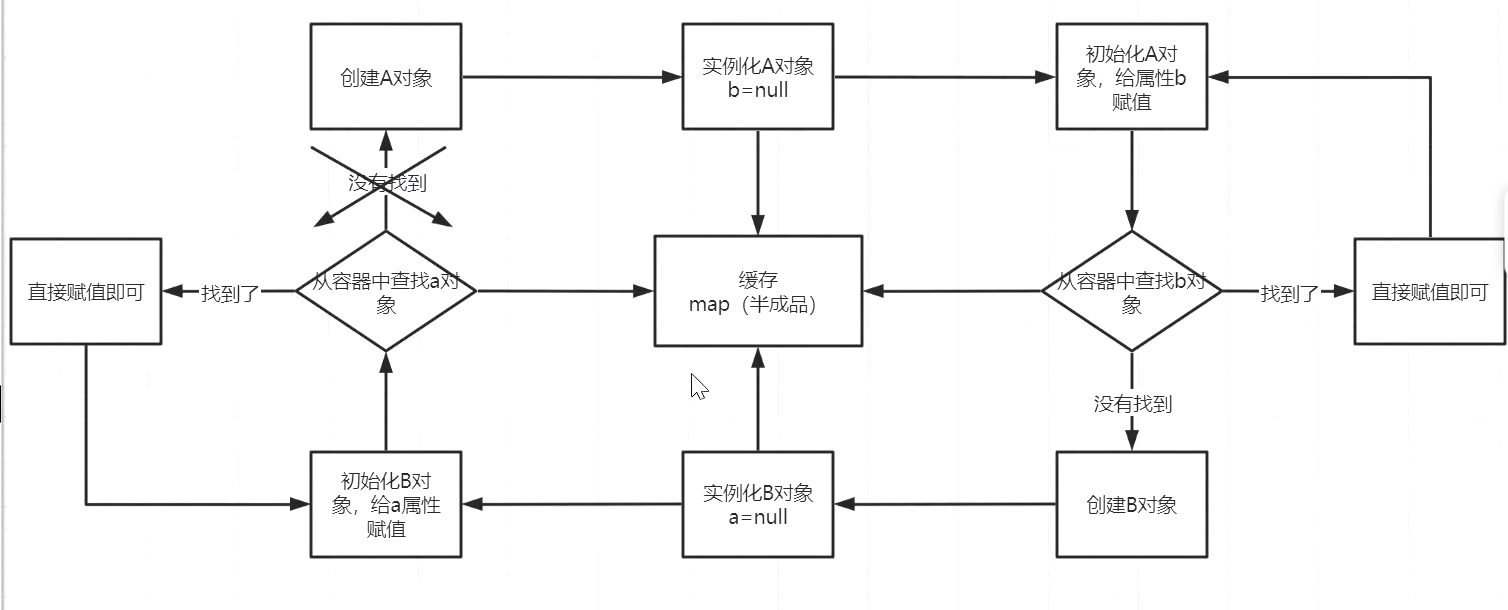 创建A对象
实例化A对象
b=null
初始化A对
象，给属性b
赋值
没有找到
直接赋值即可
找到了
从容器中查找a对
象
缓存
map（半成品）
从容器中查找b对
象
找到了
直接赋值即可
没有找到
初始化B对
象，给a属性
赋值
实例化B对象
a=null
创建B对象